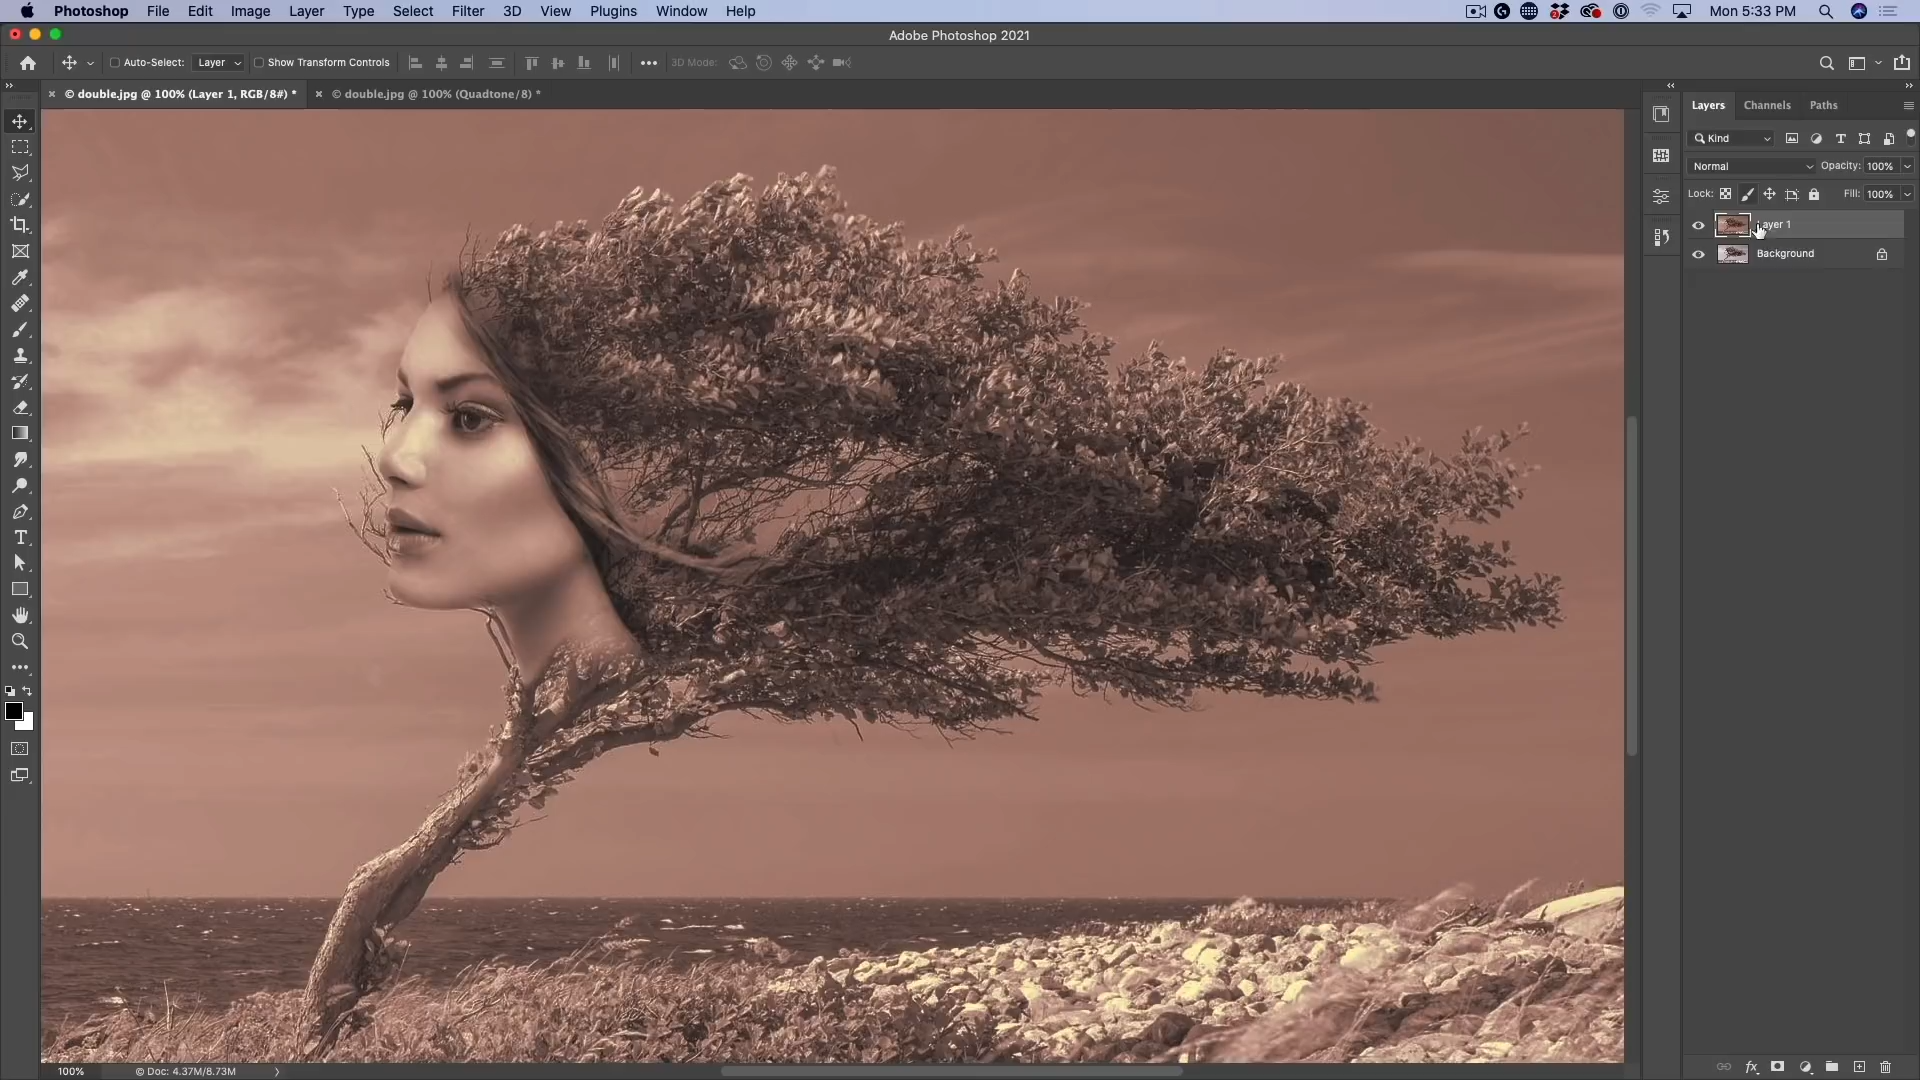 Photoshop File Edit Image Layer Type Select Filter 3D View Plugins Window Help Mon 5:33 PM
Adobe Photoshop 2021
Auto-Select: Layer Show Transform Controls 3D Mode:
© double.jpg @ 100% (Layer 1, RGB/8#) * © double.jpg @ 100% (Quadtone/8) *
Layers Channels Paths
Kind
Normal Opacity: 100%
Lock: Fill: 100%
Layer 1
Background
100% © Doc: 4.37M/8.73M